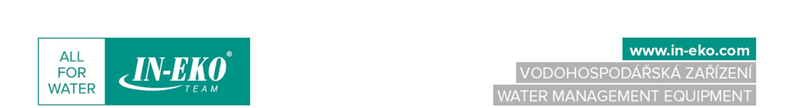 ALL
FOR
WATER
IN-EKO®
TEAM
www.in-eko.com
VODOHOSPODÁŘSKÁ ZAŘÍZENÍ
WATER MANAGEMENT EQUIPMENT